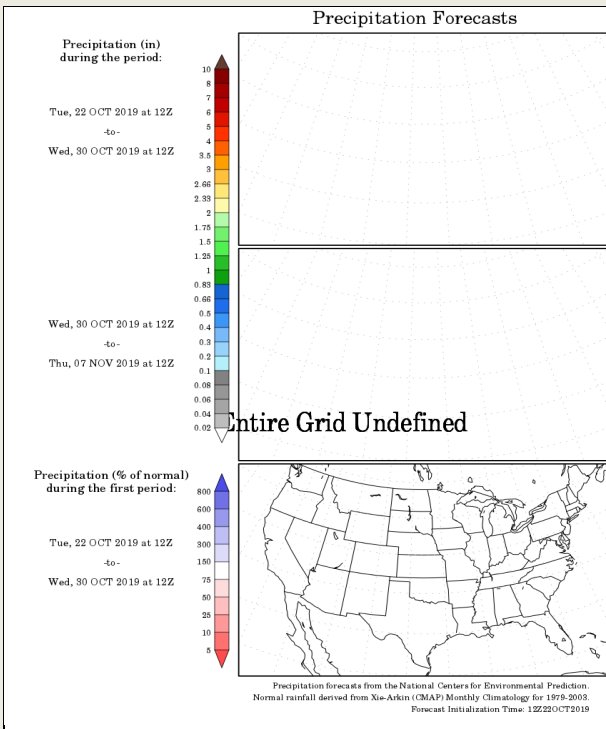 Precipitation Forecasts
Precipitation (in)
during the period:
Tue, 22 OCT 2019 at 12Z
-to-
Wed, 30 OCT 2019 at 12Z
10
8
7
6
5
4
3.5
3
2.66
2.33
2
1.75
1.5
1.25
1
0.83
0.66
0.5
0.4
0.3
0.2
0.1
0.08
0.06
0.04
0.02
Wed, 30 OCT 2019 at 12Z
-to-
Thu, 07 NOV 2019 at 12Z
Entire Grid Undefined
Precipitation (% of normal)
during the first period:
Tue, 22 OCT 2019 at 12Z
-to-
Wed, 30 OCT 2019 at 12Z
800
600
400
300
150
75
50
25
10
5
Precipitation forecasts from the National Centers for Environmental Prediction.
Normal rainfall derived from Xie-Arkin (CMAP) Monthly Climatology for 1979-2003.
Forecast Initialization Time: 12Z22OCT2019